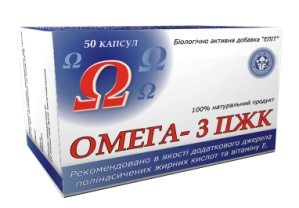 50 КАПСУЛ
Біологічно активна добавка "ЕЛІТ"
Ω Ω
Ω
100% натуральний продукт
ОМЕГА- 3 ПЖК
Рекомендовано в якості додаткового джерела
полінасичених жирних кислот та вітаміну Е.